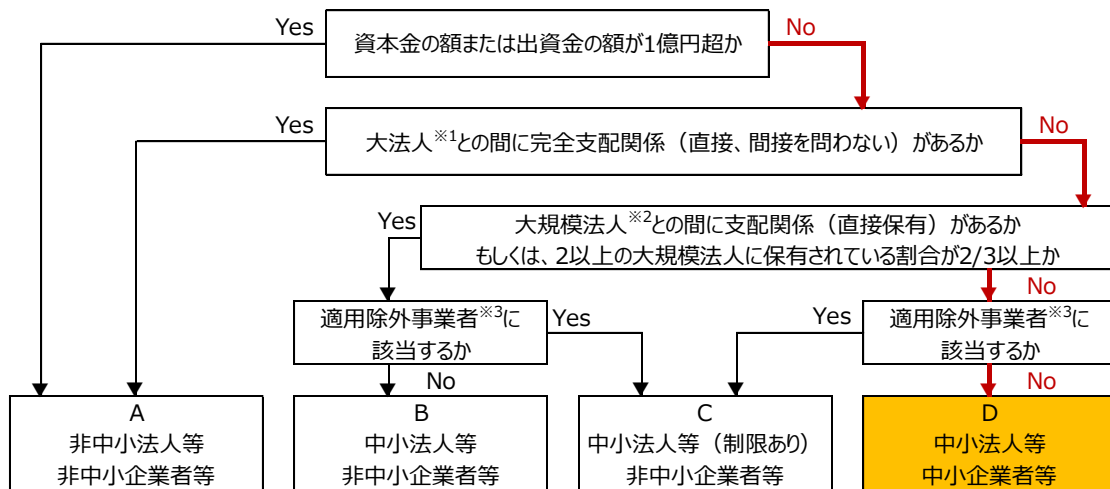 Yes
資本金の額または出資金の額が1億円超か
No
Yes
大法人※1との間に完全支配関係（直接、間接を問わない）があるか
No
Yes
大規模法人※2との間に支配関係（直接保有）があるか
もしくは、2以上の大規模法人に保有されている割合が2/3以上か
No
適用除外事業者※3に
該当するか
Yes
Yes
適用除外事業者※3に
該当するか
No
No
A
非中小法人等
非中小企業者等
B
中小法人等
非中小企業者等
C
中小法人等（制限あり）
非中小企業者等
D
中小法人等
中小企業者等